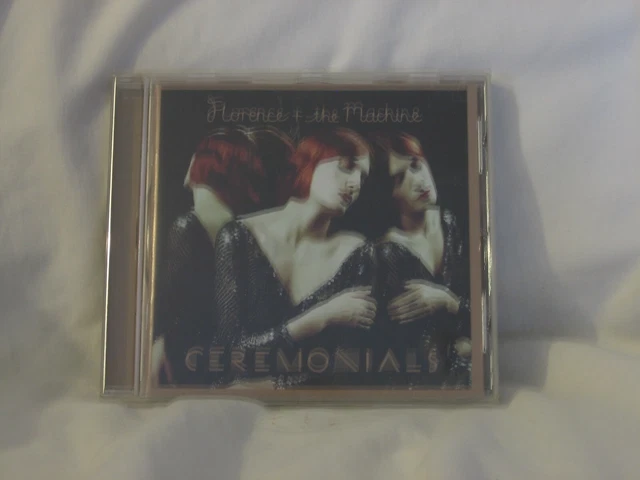 Florence + the Machine
CEREMONIALS